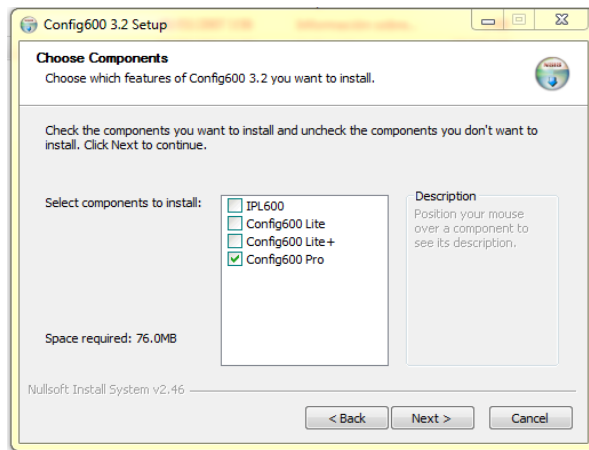 Config600 3.2 Setup
Choose Components
Choose which features of Config600 3.2 you want to install.
Check the components you want to install and uncheck the components you don't want to
install. Click Next to continue.
Select components to install:
IPL600
Config600 Lite
Config600 Lite+
Config600 Pro
Description
Position your mouse
over a component to
see its description.
Space required: 76.0MB
Nullsoft Install System v2.46
< Back
Next >
Cancel